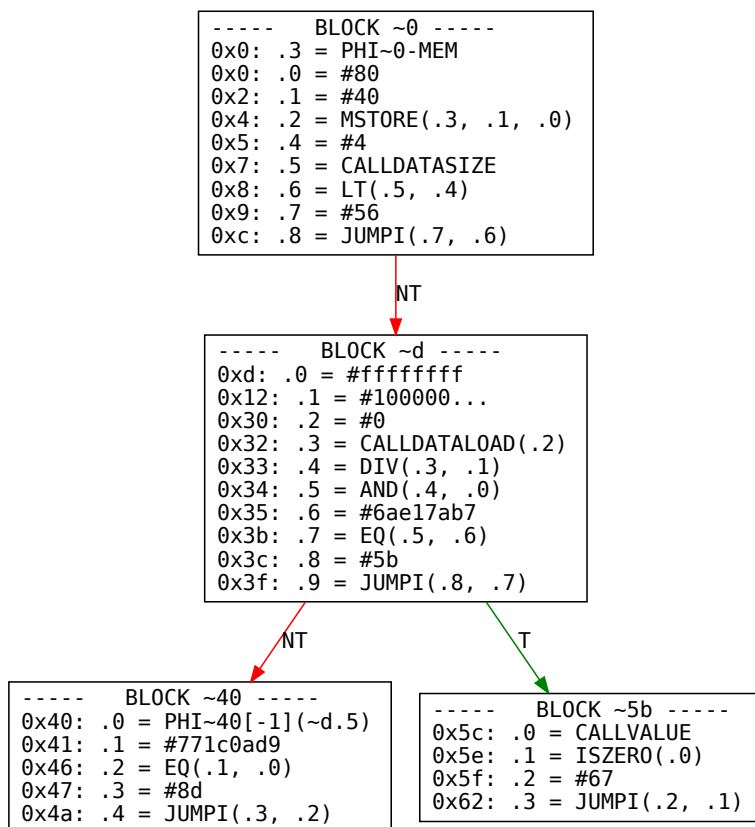 -----   BLOCK ~0 -----
0x0: .3 = PHI~0-MEM
0x0: .0 = #80
0x2: .1 = #40
0x4: .2 = MSTORE(.3, .1, .0)
0x5: .4 = #4
0x7: .5 = CALLDATASIZE
0x8: .6 = LT(.5, .4)
0x9: .7 = #56
0xc: .8 = JUMPI(.7, .6)
NT
-----   BLOCK ~d -----
0xd: .0 = #ffffffff
0x12: .1 = #100000...
0x30: .2 = #0
0x32: .3 = CALLDATALOAD(.2)
0x33: .4 = DIV(.3, .1)
0x34: .5 = AND(.4, .0)
0x35: .6 = #6ae17ab7
0x3b: .7 = EQ(.5, .6)
0x3c: .8 = #5b
0x3f: .9 = JUMPI(.8, .7)
NT
T
-----   BLOCK ~40 -----
0x40: .0 = PHI~40[-1](~d.5)
0x41: .1 = #771c0ad9
0x46: .2 = EQ(.1, .0)
0x47: .3 = #8d
0x4a: .4 = JUMPI(.3, .2)
-----   BLOCK ~5b -----
0x5c: .0 = CALLVALUE
0x5e: .1 = ISZERO(.0)
0x5f: .2 = #67
0x62: .3 = JUMPI(.2, .1)